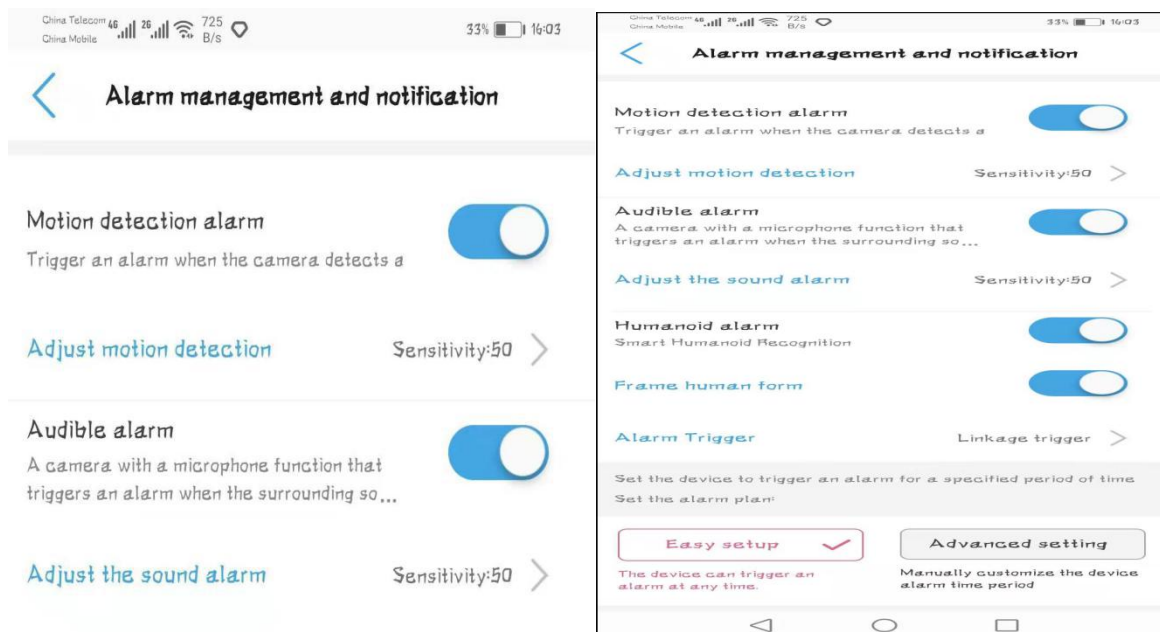 China Telecom 4G 2G 725
China Mobile B/S
33% 16:03
Alarm management and notification
Motion detection alarm
Trigger an alarm when the camera detects a
Adjust motion detection Sensitivity:50
Audible alarm
A camera with a microphone function that
triggers an alarm when the surrounding so...
Adjust the sound alarm Sensitivity:50
China Telecom 4G 2G 725
China Mobile B/S
33% 16:03
Alarm management and notification
Motion detection alarm
Trigger an alarm when the camera detects a
Adjust motion detection Sensitivity:50
Audible alarm
A camera with a microphone function that
triggers an alarm when the surrounding so...
Adjust the sound alarm Sensitivity:50
Humanoid alarm
Smart Humanoid Recognition
Frame human form
Alarm Trigger Linkage trigger
Set the device to trigger an alarm for a specified period of time
Set the alarm plan:
Easy setup Advanced setting
The device can trigger an
alarm at any time.
Manually customize the device
alarm time period